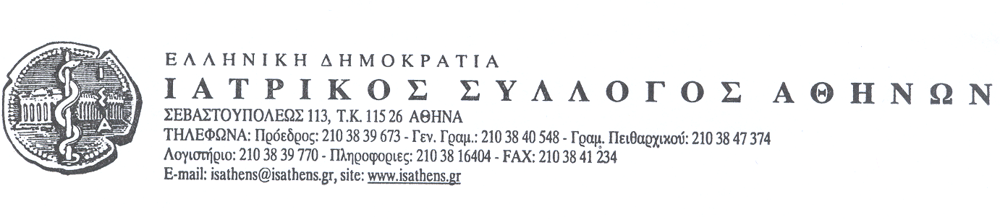 Ι
Σ
Α
ΕΛΛΗΝΙΚΗ ΔΗΜΟΚΡΑΤΙΑ
ΙΑΤΡΙΚΟΣ ΣΥΛΛΟΓΟΣ ΑΘΗΝΩΝ
ΣΕΒΑΣΤΟΥΠΟΛΕΩΣ 113, Τ.Κ. 115 26 ΑΘΗΝΑ
ΤΗΛΕΦΩΝΑ: Πρόεδρος: 210 38 39 673 - Γεν. Γραμ.: 210 38 40 548 - Γραμ. Πειθαρχικού: 210 38 47 374
Λογιστήριο: 210 38 39 770 - Πληροφοριες: 210 38 16404 - FAX: 210 38 41 234
E-mail: isathens@isathens.gr, site: www.isathens.gr